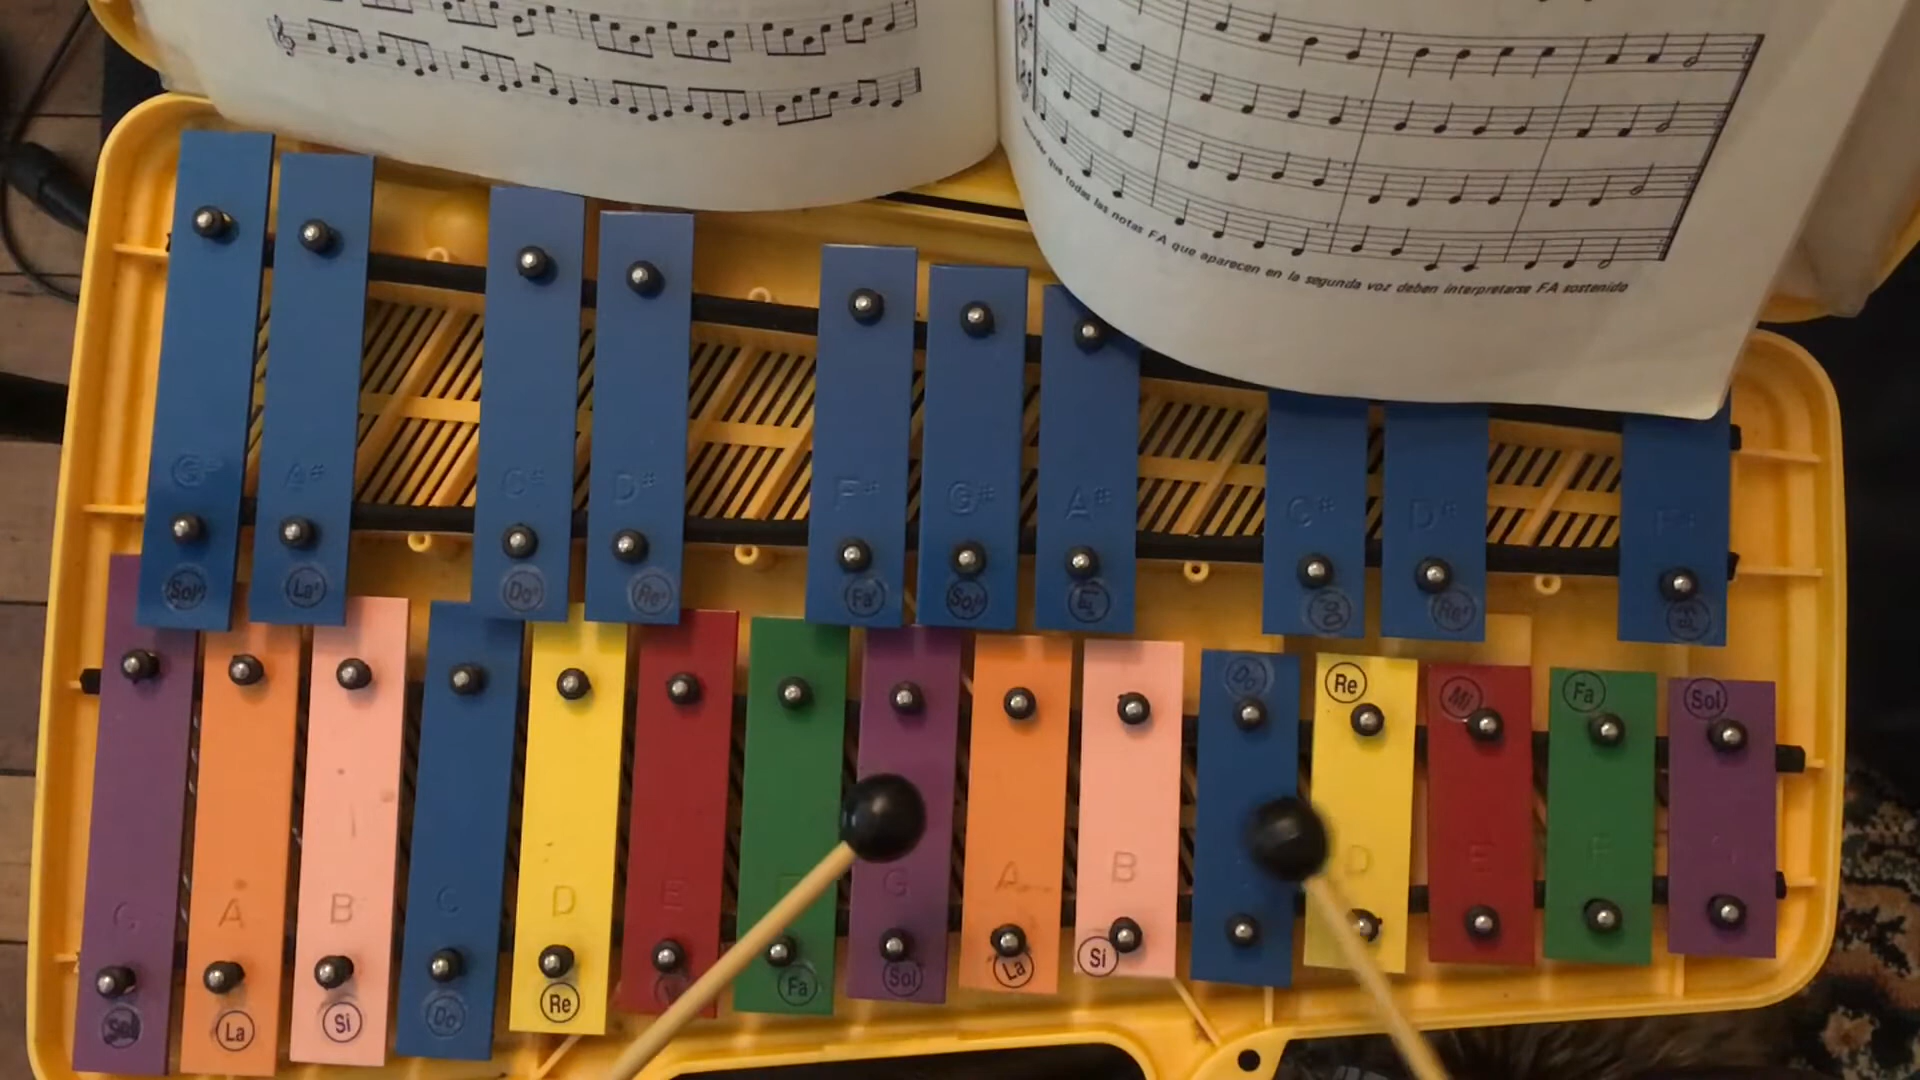 que todas las notas FA que aparecen en la segunda voz deben interpretarse FA sostenido
G# A# C# D# F# G# A# C# D# F#
Sol# La# Do# Re# Fa# Sol# Re#
Do Re Mi Fa Sol
G A B C D E G A B D E F
Si
La Sol
Fa
Sol La Si Do Re